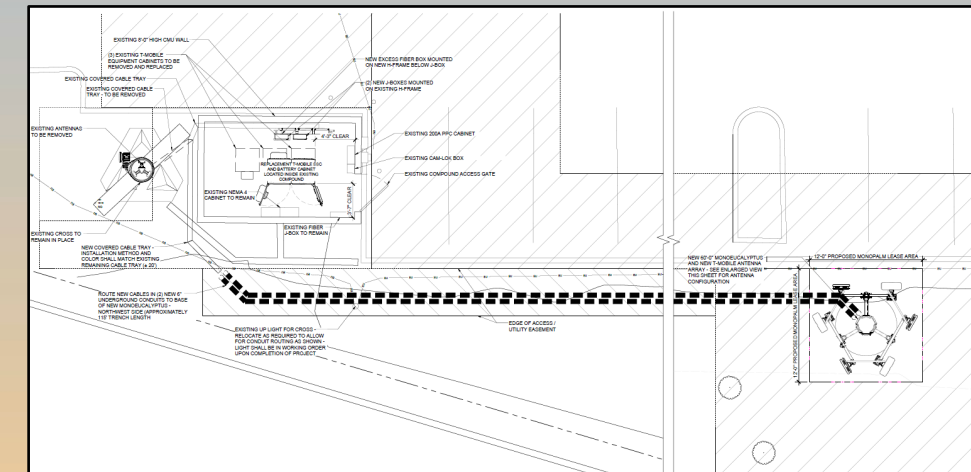 EXISTING 8'-0" HIGH CMU WALL
(3) EXISTING T-MOBILE
EQUIPMENT CABINETS TO BE
REMOVED AND REPLACED
EXISTING COVERED CABLE TRAY
EXISTING COVERED CABLE
TRAY - TO BE REMOVED
EXISTING ANTENNAS
TO BE REMOVED
NEW EXCESS FIBER BOX MOUNTED
ON NEW H-FRAME BELOW J-BOX
(2) NEW J-BOXES MOUNTED
ON EXISTING H-FRAME
4'-3" CLEAR
EXISTING 200A PPC CABINET
EXISTING CAM-LOK BOX
EXISTING COMPOUND ACCESS GATE
REPLACEMENT T-MOBILE
AND BATTERY CABINET
LOCATED INSIDE EXISTING
COMPOUND
EXISTING NEMA 4
CABINET TO REMAIN
3'-7" CLEAR
EXISTING FIBER
J-BOX TO REMAIN
EXISTING CROSS TO
REMAIN IN PLACE
NEW COVERED CABLE TRAY -
INSTALLATION METHOD AND
COLOR SHALL MATCH EXISTING
REMAINING CABLE TRAY (± 20')
ROUTE NEW CABLES IN (2) NEW 6"
UNDERGROUND CONDUITS TO BASE
OF NEW MONOEUCALYPTUS -
NORTHWEST SIDE (APPROXIMATELY
TRENCH LENGTH
EXISTING UP LIGHT FOR CROSS -
RELOCATE AS REQUIRED TO ALLOW
FOR CONDUIT ROUTING AS SHOWN -
LIGHT SHALL BE IN WORKING ORDER
UPON COMPLETION OF PROJECT
EDGE OF ACCESS /
UTILITY EASEMENT
NEW 60'-0" MONOEUCALYPTUS
AND NEW T-MOBILE ANTENNA
ARRAY - SEE ENLARGED VIEW
THIS SHEET FOR ANTENNA
CONFIGURATION
12'-0" PROPOSED MONOPALM LEASE AREA
12'-0" PROPOSED MONOPALM LEASE AREA